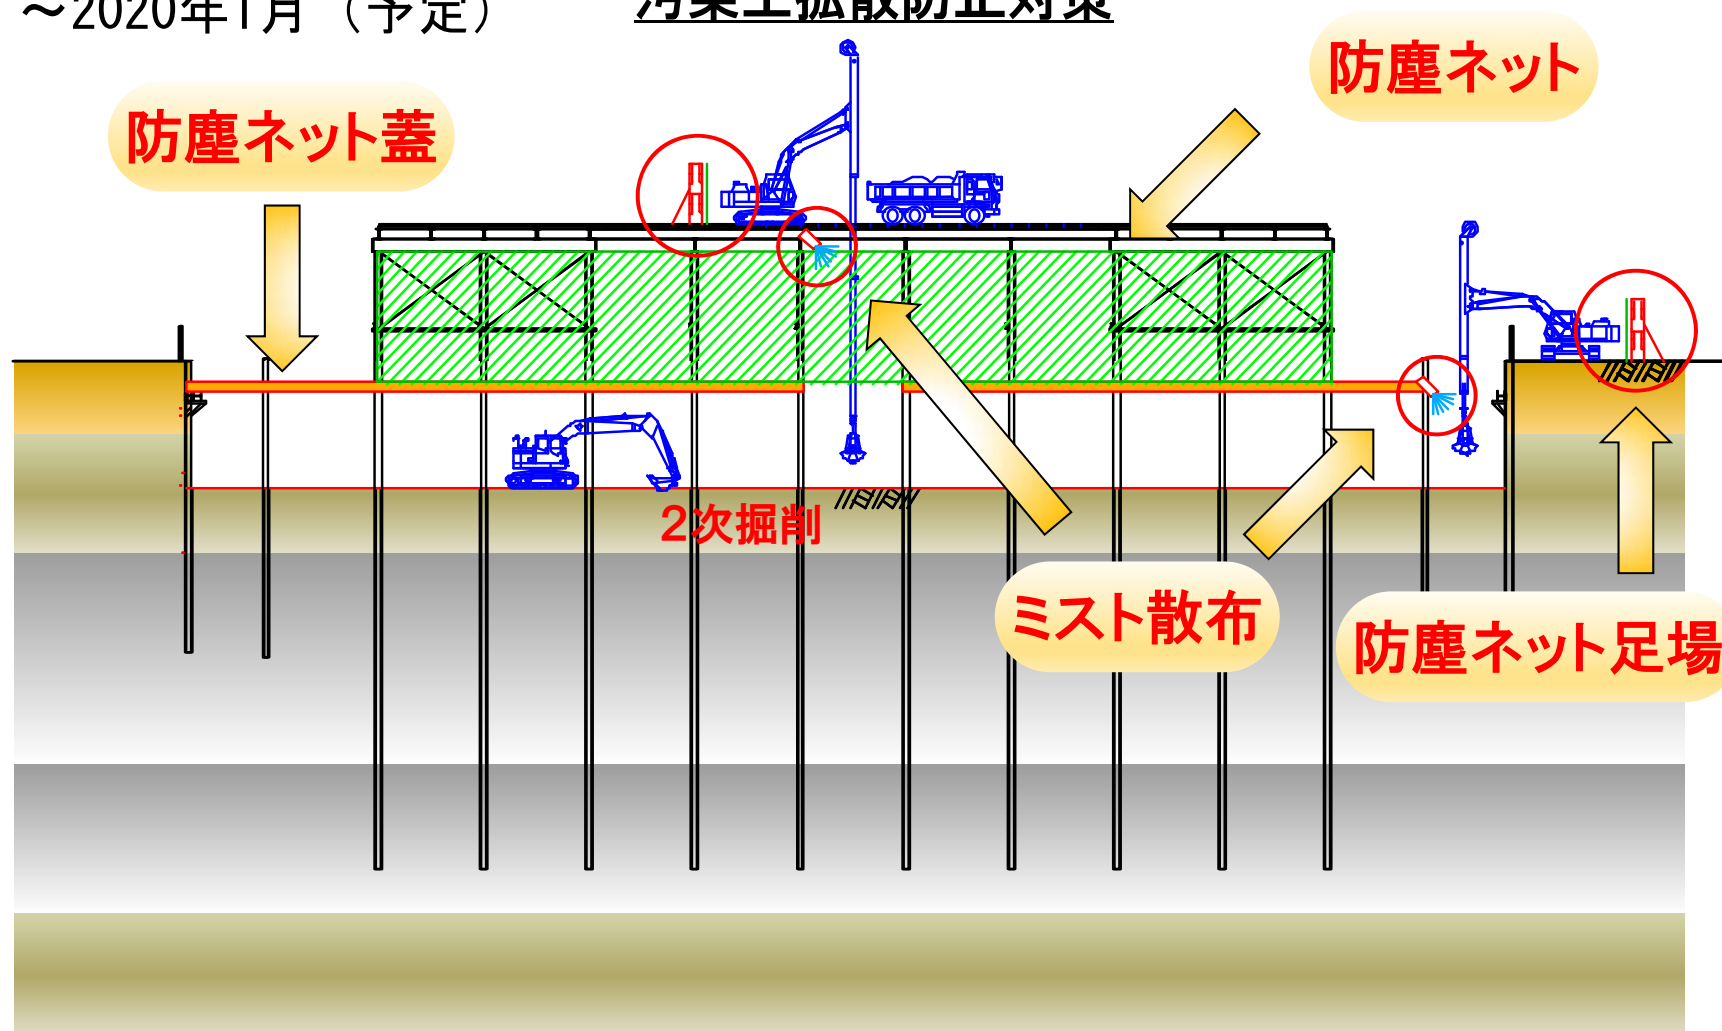 ～2020年1月（予定）
汚染土拡散防止対策
防塵ネット
防塵ネット蓋
2次掘削
ミスト散布
防塵ネット足場